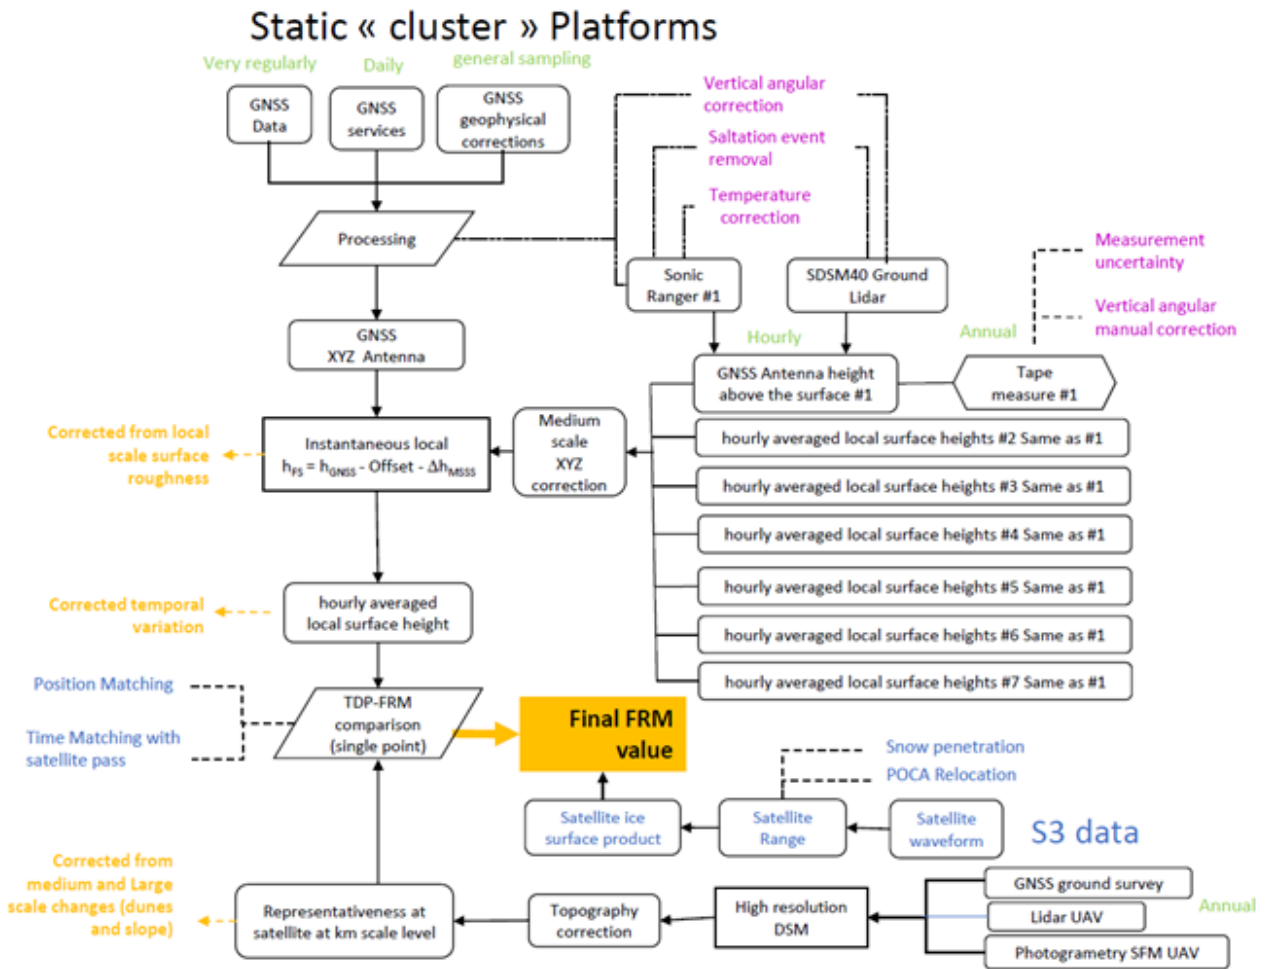 Static « cluster » Platforms
Very regularly
Daily
general sampling
GNSS
Data
GNSS
services
GNSS
geophysical
corrections
Vertical angular
correction
Saltation event
removal
Temperature
correction
Processing
Sonic
Ranger #1
SDSM40 Ground
Lidar
Measurement
uncertainty
Vertical angular
manual correction
GNSS
XYZ Antenna
Hourly
Annual
GNSS Antenna height
above the surface #1
Tape
measure #1
Corrected from local
scale surface
roughness
Instantaneous local
hFS = hGNSS - Offset - ΔhMSSS
Medium
scale
XYZ
correction
hourly averaged local surface heights #2 Same as #1
hourly averaged local surface heights #3 Same as #1
hourly averaged local surface heights #4 Same as #1
hourly averaged local surface heights #5 Same as #1
hourly averaged local surface heights #6 Same as #1
hourly averaged local surface heights #7 Same as #1
Corrected temporal
variation
hourly averaged
local surface height
Position Matching
Time Matching with
satellite pass
TDP-FRM
comparison
(single point)
Final FRM
value
Snow penetration
POCA Relocation
Satellite ice
surface product
Satellite
Range
Satellite
waveform
S3 data
Corrected from
medium and Large
scale changes (dunes
and slope)
Representativeness at
satellite at km scale level
Topography
correction
High resolution
DSM
GNSS ground survey
Lidar UAV
Photogrametry SFM UAV
Annual